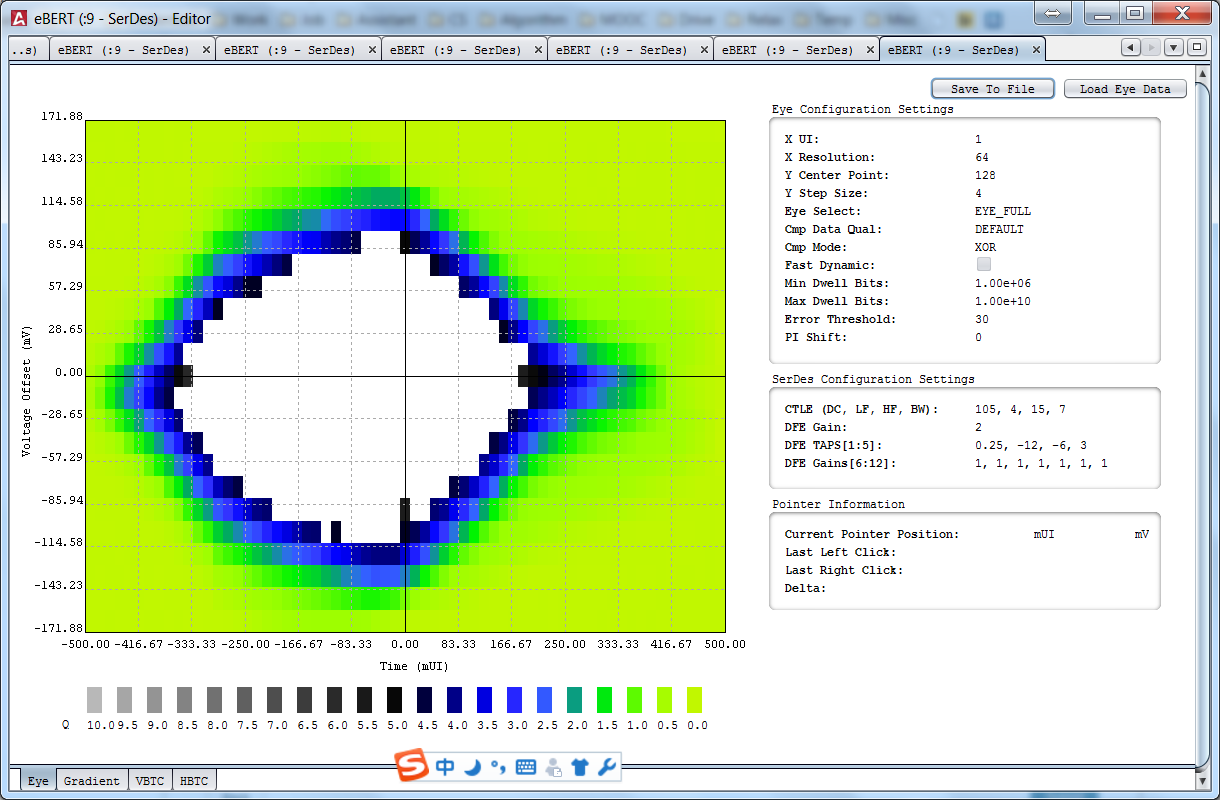 eBERT (:9 - SerDes) - Editor
..s) eBERT (:9 - SerDes) eBERT (:9 - SerDes) eBERT (:9 - SerDes) eBERT (:9 - SerDes) eBERT (:9 - SerDes) eBERT (:9 - SerDes)
Save To File Load Eye Data
171.88
143.23
114.58
85.94
57.29
28.65
0.00
-28.65
-57.29
-85.94
-114.58
-143.23
-171.88
Voltage Offset (mV)
-500.00 -416.67 -333.33 -250.00 -166.67 -83.33 0.00 83.33 166.67 250.00 333.33 416.67 500.00
Time (mUI)
Q 10.0 9.5 9.0 8.5 8.0 7.5 7.0 6.5 6.0 5.5 5.0 4.5 4.0 3.5 3.0 2.5 2.0 1.5 1.0 0.5 0.0
Eye Configuration Settings
X UI: 1
X Resolution: 64
Y Center Point: 128
Y Step Size: 4
Eye Select: EYE_FULL
Cmp Data Qual: DEFAULT
Cmp Mode: XOR
Fast Dynamic:
Min Dwell Bits: 1.00e+06
Max Dwell Bits: 1.00e+10
Error Threshold: 30
PI Shift: 0
SerDes Configuration Settings
CTLE (DC, LF, HF, BW): 105, 4, 15, 7
DFE Gain: 2
DFE TAPS[1:5]: 0.25, -12, -6, 3
DFE Gains[6:12]: 1, 1, 1, 1, 1, 1, 1
Pointer Information
Current Pointer Position: mUI mV
Last Left Click:
Last Right Click:
Delta:
中
Eye Gradient VBTC HBTC